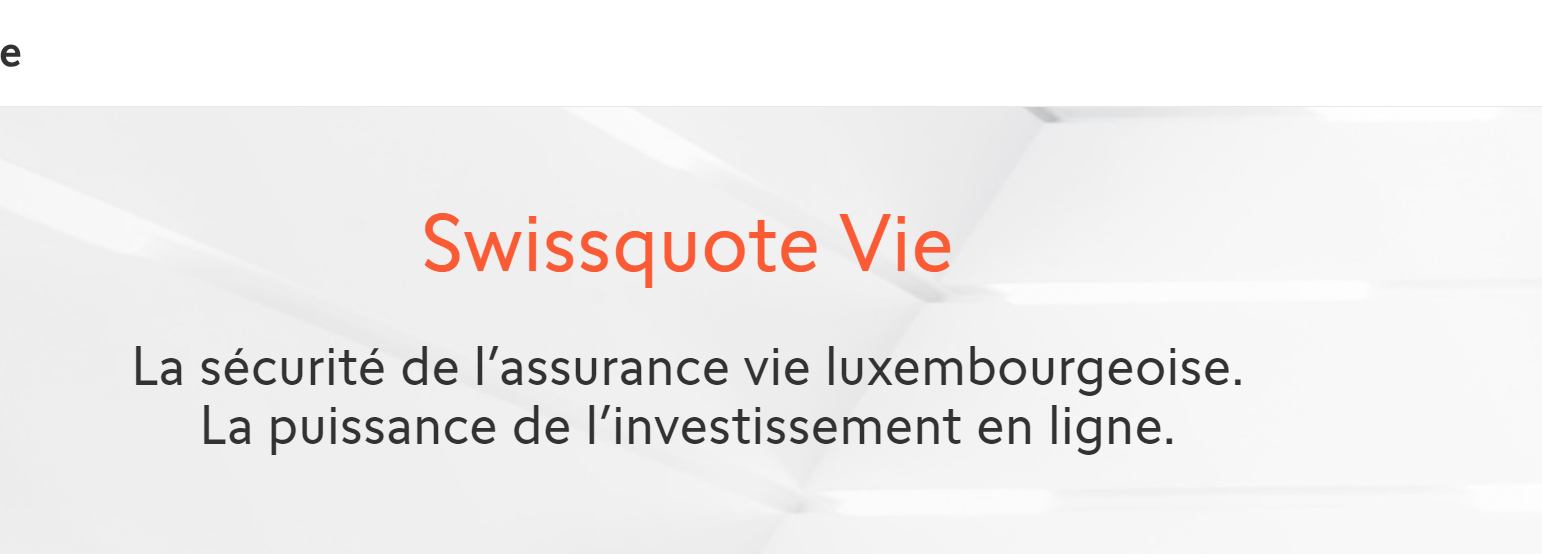 e
Swissquote Vie
La sécurité de l’assurance vie luxembourgeoise.
La puissance de l’investissement en ligne.